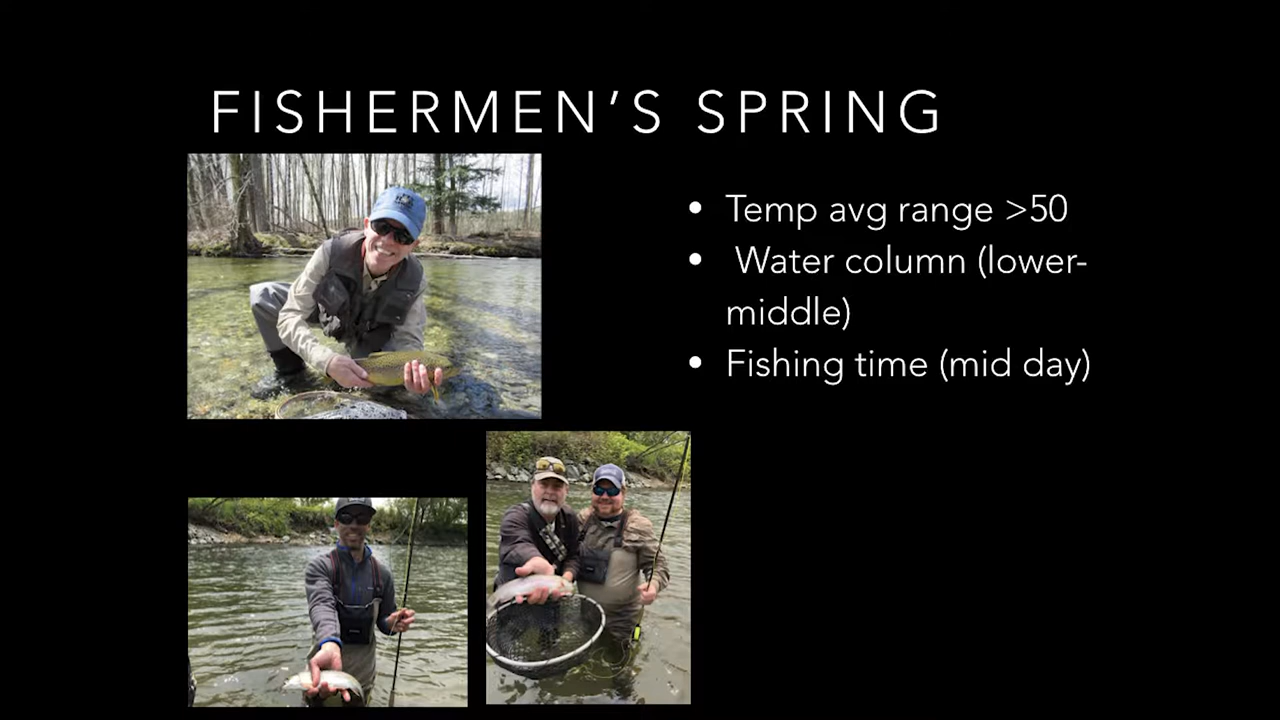 FISHERMEN’S SPRING
• Temp avg range >50
• Water column (lower-
middle)
• Fishing time (mid day)